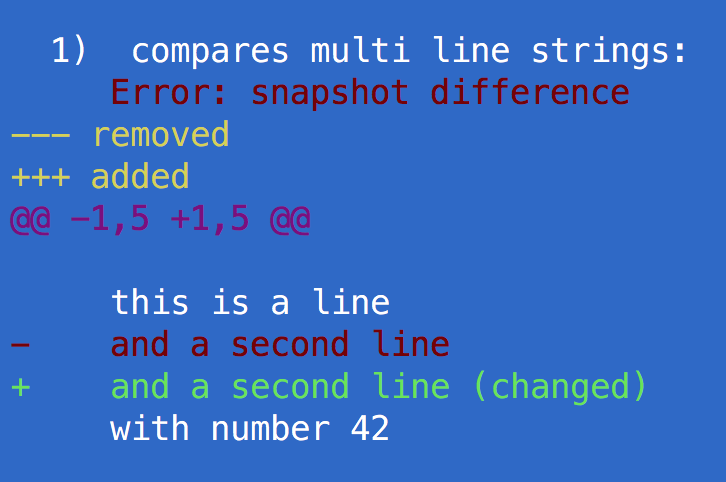 1)  compares multi line strings:
Error: snapshot difference
--- removed
+++ added
@@ -1,5 +1,5 @@
this is a line
-    and a second line
+    and a second line (changed)
with number 42